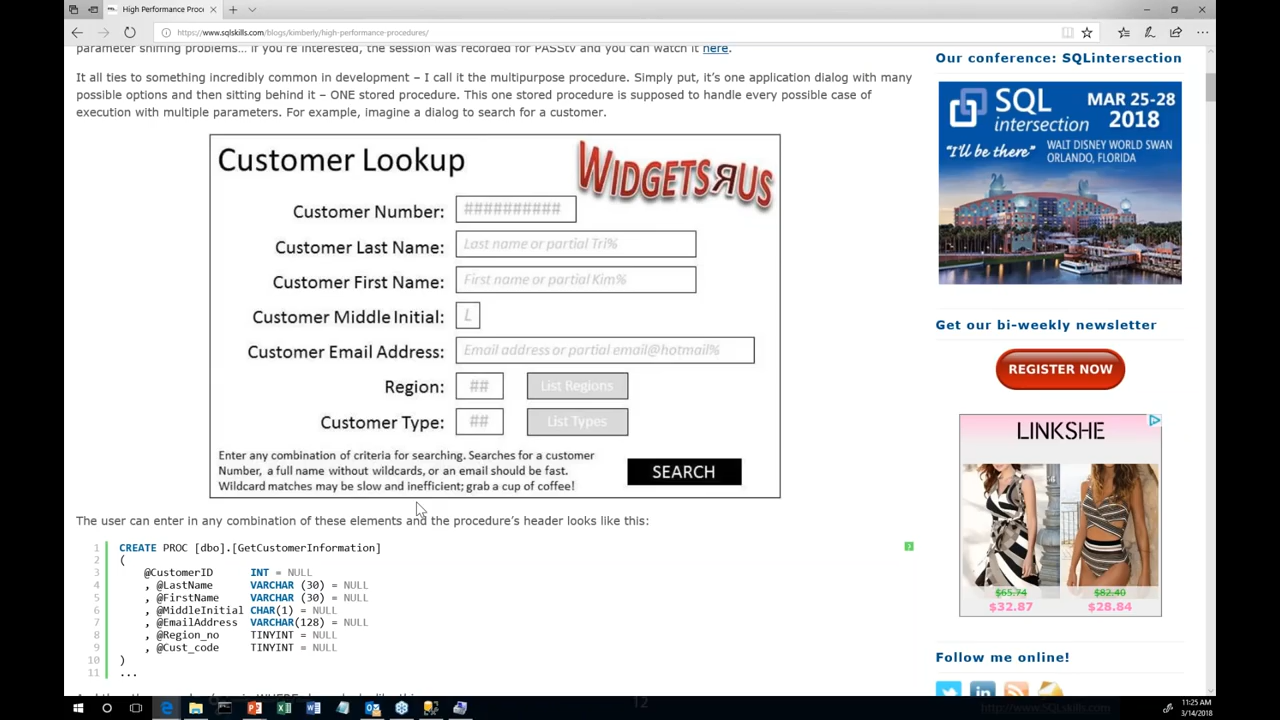 High Performance Proc
https://www.sqlskills.com/blogs/kimberly/high-performance-procedures/
parameter sniffing problems... if you're interested, the session was recorded for PASStv and you can watch it here.
It all ties to something incredibly common in development – I call it the multipurpose procedure. Simply put, it's one application dialog with many
possible options and then sitting behind it – ONE stored procedure. This one stored procedure is supposed to handle every possible case of
execution with multiple parameters. For example, imagine a dialog to search for a customer.
Customer Lookup
WIDGETSЯUS
Customer Number: ##########
Customer Last Name: Last name or partial Tri%
Customer First Name: First name or partial Kim%
Customer Middle Initial: L
Customer Email Address: Email address or partial email@hotmail%
Region: ## List Regions
Customer Type: ## List Types
Enter any combination of criteria for searching. Searches for a customer
Number, a full name without wildcards, or an email should be fast.
Wildcard matches may be slow and inefficient; grab a cup of coffee!
SEARCH
The user can enter in any combination of these elements and the procedure's header looks like this:
1 CREATE PROC [dbo].[GetCustomerInformation]
2 (
3 @CustomerID INT = NULL
4 , @LastName VARCHAR (30) = NULL
5 , @FirstName VARCHAR (30) = NULL
6 , @MiddleInitial CHAR(1) = NULL
7 , @EmailAddress VARCHAR(128) = NULL
8 , @Region_no TINYINT = NULL
9 , @Cust_code TINYINT = NULL
10 )
11 ...
Our conference: SQLintersection
SQL
intersection
MAR 25-28
2018
"I'll be there"
WALT DISNEY WORLD SWAN
ORLANDO, FLORIDA
Get our bi-weekly newsletter
REGISTER NOW
LINKSHE
$65.74 $82.40
$32.87 $28.84
Follow me online!
12
http://www.SQLskills.com
11:25 AM
3/14/2018